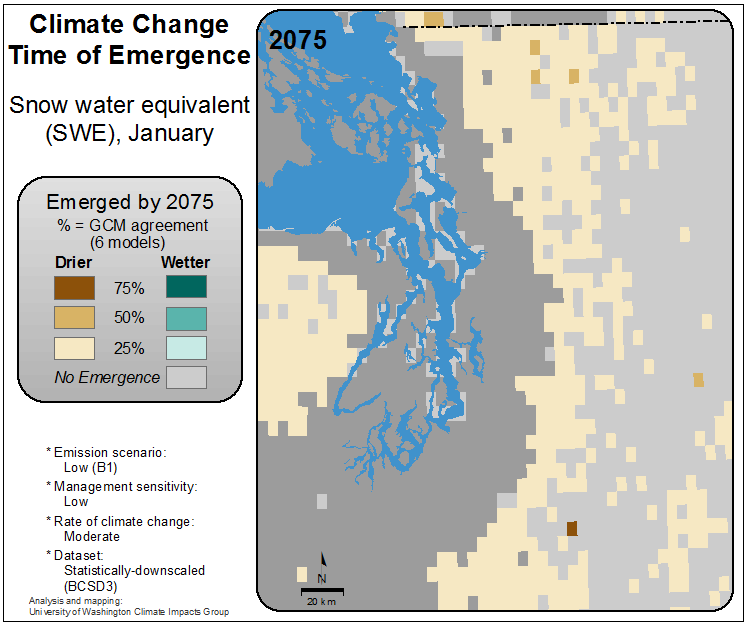 Climate Change
Time of Emergence
Snow water equivalent
(SWE), January
Emerged by 2075
% = GCM agreement
(6 models)
Drier Wetter
75%
50%
25%
No Emergence
* Emission scenario:
Low (B1)
* Management sensitivity:
Low
* Rate of climate change:
Moderate
* Dataset:
Statistically-downscaled
(BCSD3)
Analysis and mapping:
University of Washington Climate Impacts Group
2075
N
20 km